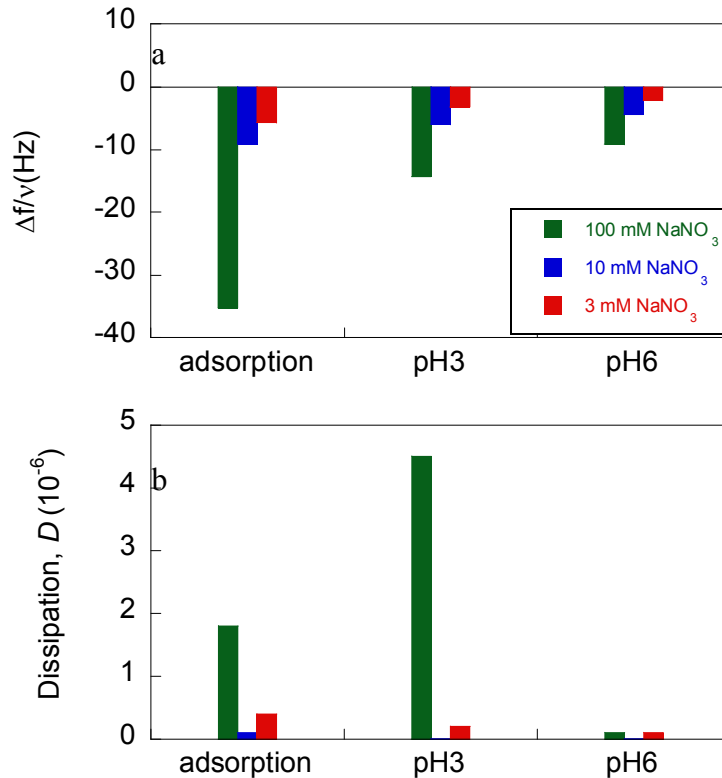 10
a
0
-10
-20
-30
-40
Δf/ν(Hz)
100 mM NaNO₃
10 mM NaNO₃
3 mM NaNO₃
adsorption pH3 pH6
5
b
4
3
2
1
0
Dissipation, D (10⁻⁶)
adsorption pH3 pH6